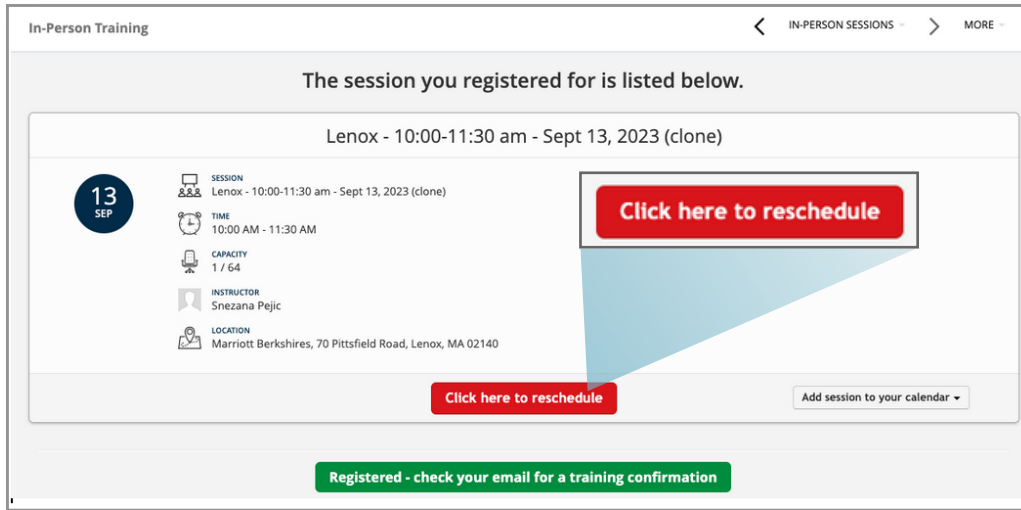 In-Person Training
IN-PERSON SESSIONS
MORE
The session you registered for is listed below.
Lenox - 10:00-11:30 am - Sept 13, 2023 (clone)
13
SEP
SESSION
Lenox - 10:00-11:30 am - Sept 13, 2023 (clone)
TIME
10:00 AM - 11:30 AM
CAPACITY
1 / 64
INSTRUCTOR
Snezana Pejic
LOCATION
Marriott Berkshires, 70 Pittsfield Road, Lenox, MA 02140
Click here to reschedule
Click here to reschedule
Add session to your calendar
Registered - check your email for a training confirmation